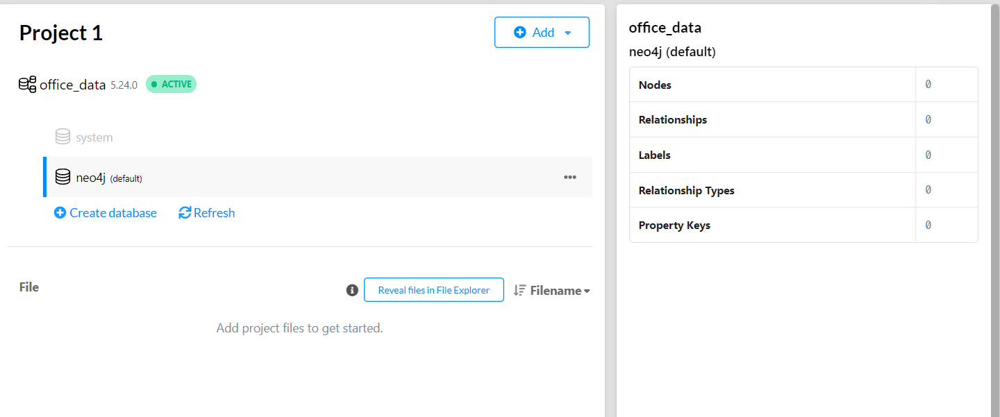 Project 1
Add
office_data 5.24.0 ACTIVE
system
neo4j (default)
Create database Refresh
File
Reveal files in File Explorer
Filename
Add project files to get started.
office_data
neo4j (default)
Nodes 0
Relationships 0
Labels 0
Relationship Types 0
Property Keys 0